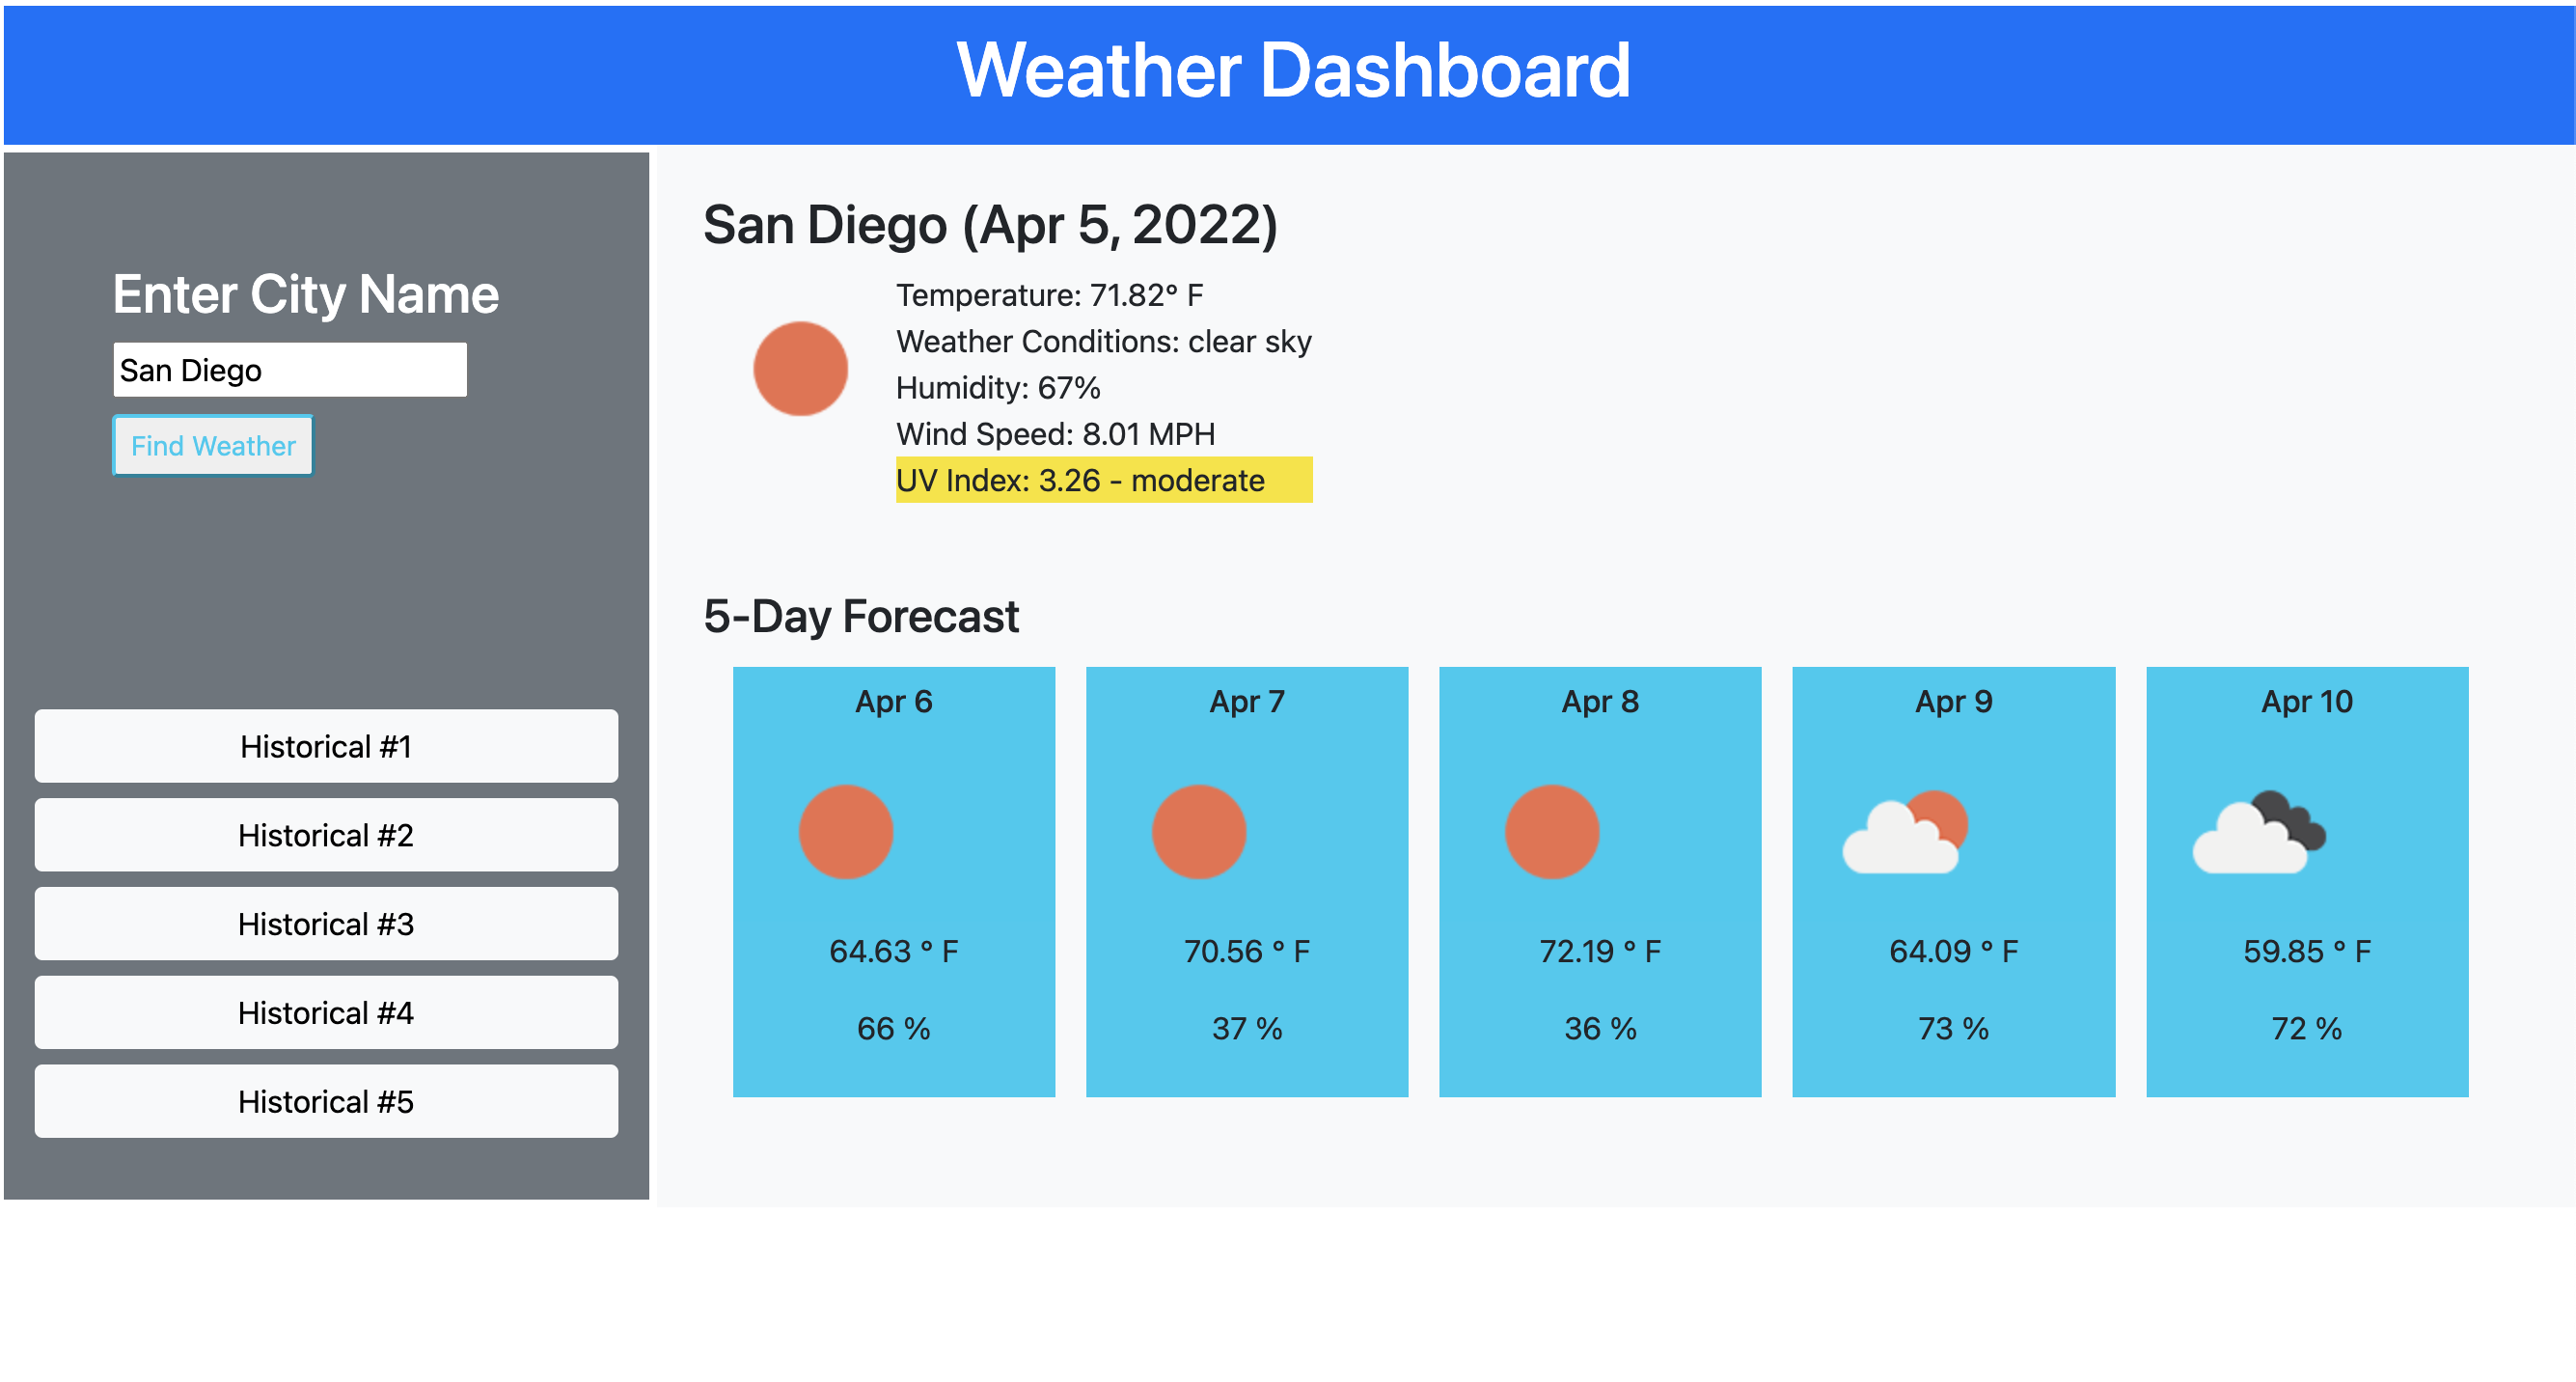 Weather Dashboard
Enter City Name
San Diego
Find Weather
Historical #1
Historical #2
Historical #3
Historical #4
Historical #5
San Diego (Apr 5, 2022)
Temperature: 71.82° F
Weather Conditions: clear sky
Humidity: 67%
Wind Speed: 8.01 MPH
UV Index: 3.26 - moderate
5-Day Forecast
Apr 6
64.63 ° F
66 %
Apr 7
70.56 ° F
37 %
Apr 8
72.19 ° F
36 %
Apr 9
64.09 ° F
73 %
Apr 10
59.85 ° F
72 %